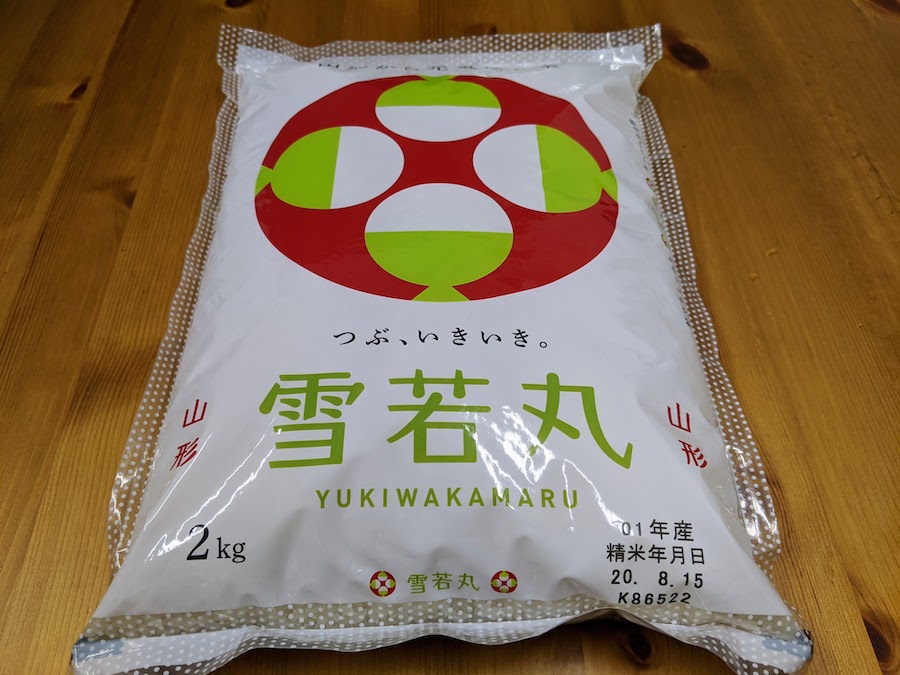 つぶ、いきいき。
雪若丸
YUKIWAKAMARU
山形
山形
2kg
01年産
精米年月日
20. 8.15
K86522
雪若丸